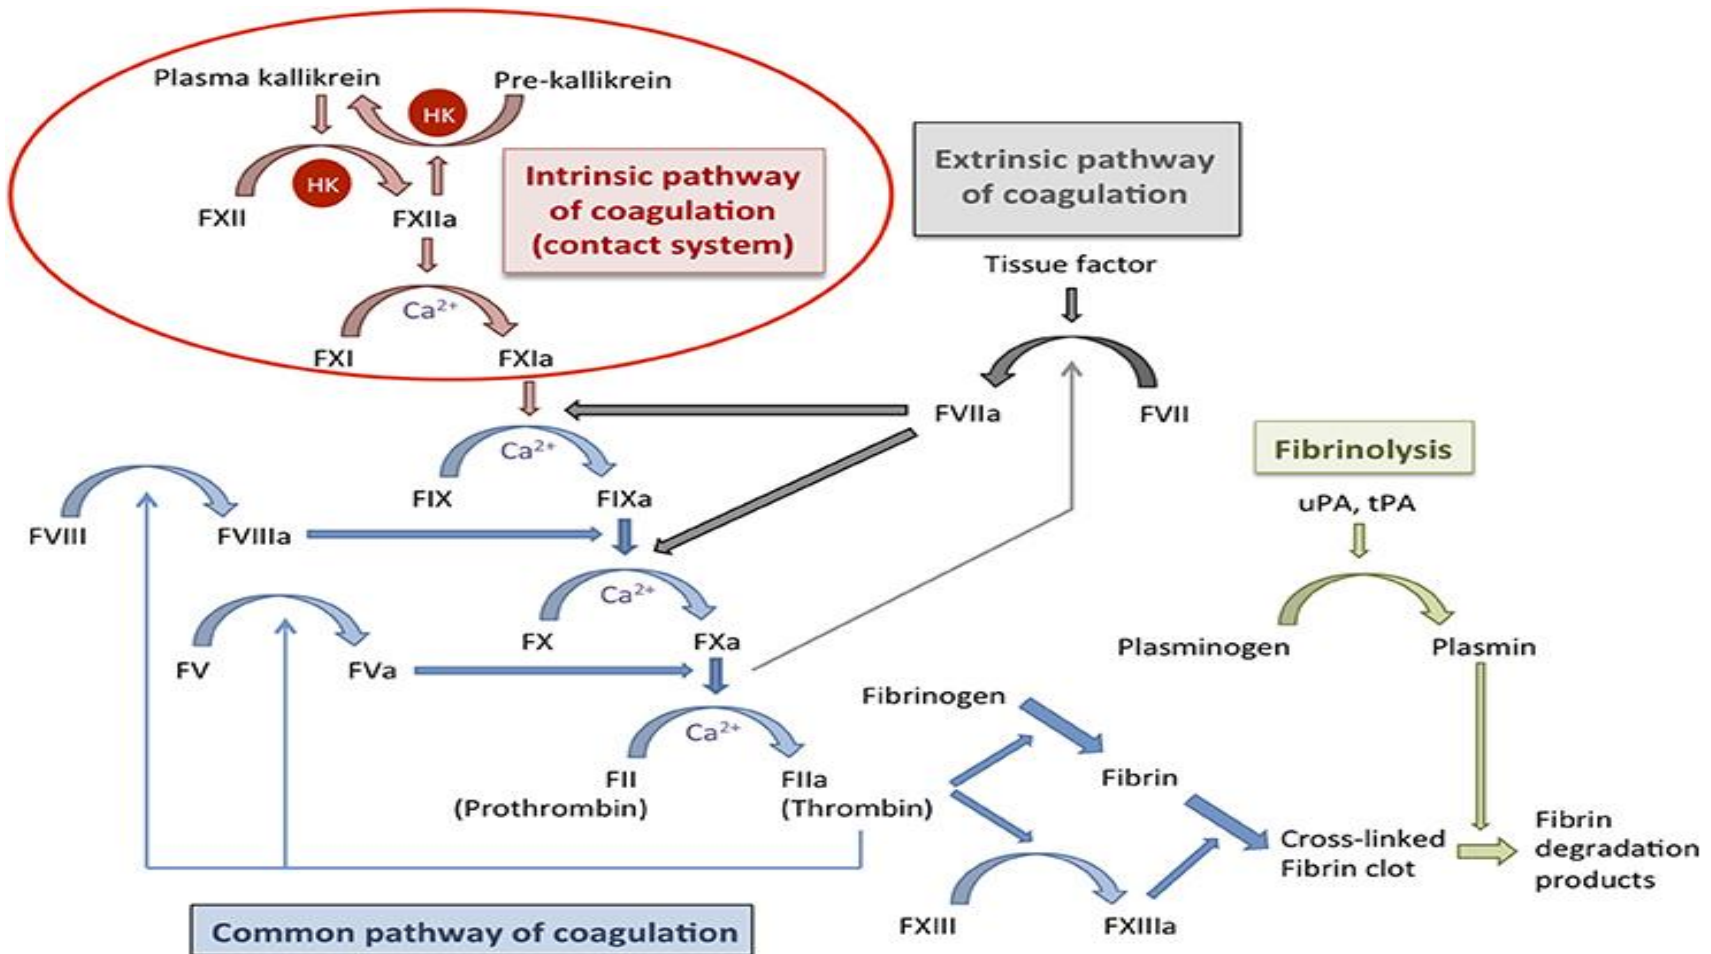 Plasma kallikrein
Pre-kallikrein
HK
HK
FXII
FXIIa
Intrinsic pathway
of coagulation
(contact system)
Extrinsic pathway
of coagulation
Tissue factor
Ca²⁺
FXI
FXIa
FVIIa
FVII
Ca²⁺
FIX
FIXa
Fibrinolysis
uPA, tPA
FVIII
FVIIIa
Ca²⁺
FX
FXa
Plasminogen
Plasmin
FV
FVa
Fibrinogen
Ca²⁺
FII
(Prothrombin)
FIIa
(Thrombin)
Fibrin
Cross-linked
Fibrin clot
Fibrin
degradation
products
FXIII
FXIIIa
Common pathway of coagulation